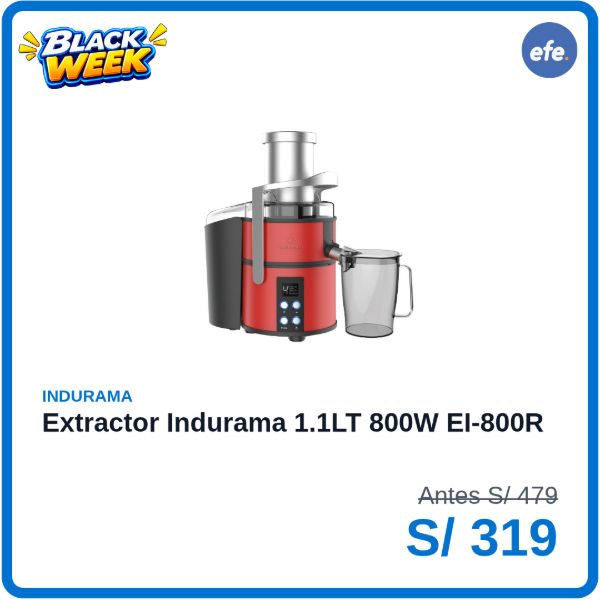 BLACK
WEEK
efe.
INDURAMA
Extractor Indurama 1.1LT 800W EI-800R
Antes S/ 479
S/ 319